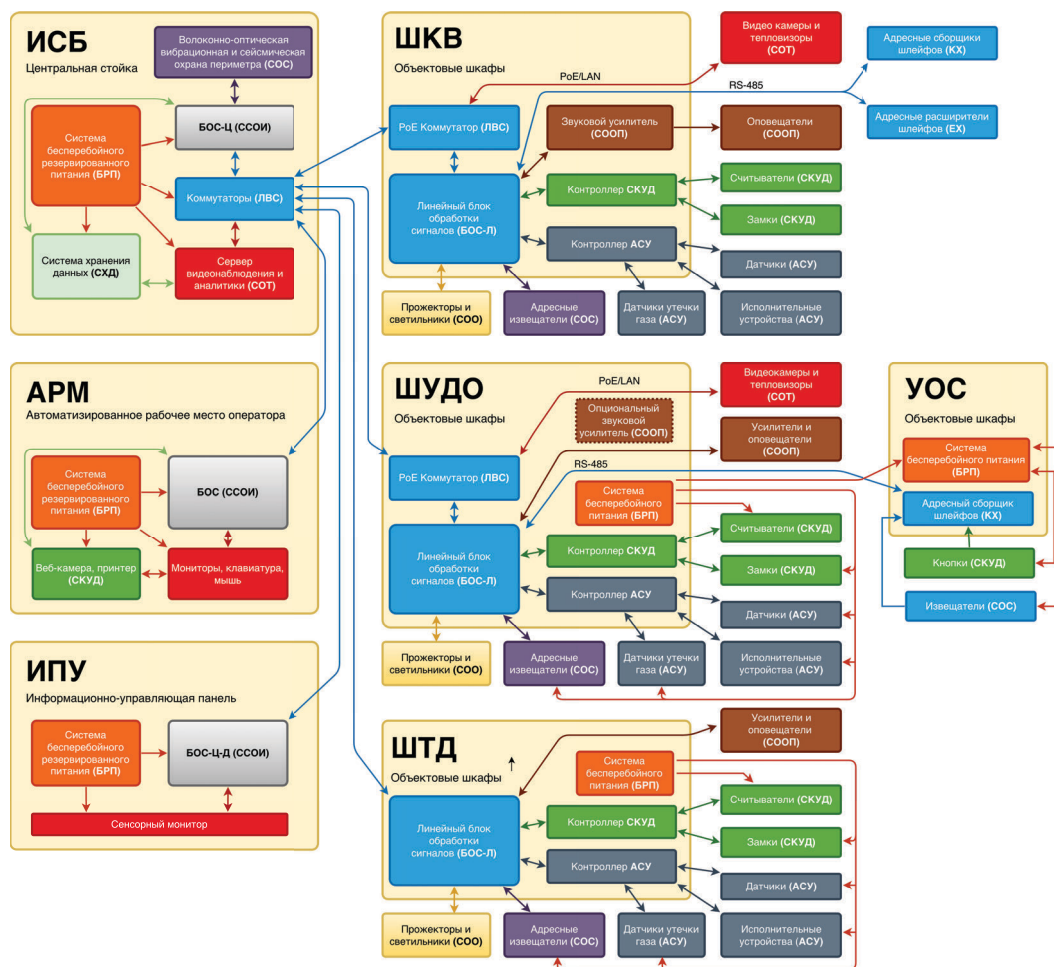 ИСБ
Центральная стойка
Волоконно-оптическая
вибрационная и сейсмическая
охрана периметра (СОС)
Система
бесперебойного
резервированного
питания (БРП)
БОС-Ц (ССОИ)
Коммутаторы (ЛВС)
Система хранения
данных (СХД)
Сервер
видеонаблюдения и
аналитики (СОТ)
ШКВ
Объектовые шкафы
Видео камеры и
тепловизоры
(СОТ)
Адресные сборщики
шлейфов (КХ)
PoE/LAN
RS-485
PoE Коммутатор (ЛВС)
Звуковой усилитель
(СООП)
Оповещатели
(СООП)
Адресные расширители
шлейфов (ЕХ)
Линейный блок
обработки
сигналов (БОС-Л)
Контроллер СКУД
Считыватели (СКУД)
Замки (СКУД)
Контроллер АСУ
Датчики (АСУ)
Прожекторы и
светильники (СОО)
Адресные
извещатели (СОС)
Датчики утечки
газа (АСУ)
Исполнительные
устройства (АСУ)
АРМ
Автоматизированное рабочее место оператора
Система
бесперебойного
резервированного
питания (БРП)
БОС (ССОИ)
Веб-камера, принтер
(СКУД)
Мониторы, клавиатура,
мышь
ШУДО
Объектовые шкафы
PoE/LAN
Видеокамеры и
тепловизоры
(СОТ)
Опциональный
звуковой
усилитель (СООП)
Усилители и
оповещатели
(СООП)
RS-485
PoE Коммутатор (ЛВС)
Система
бесперебойного
питания (БРП)
Линейный блок
обработки
сигналов (БОС-Л)
Считыватели (СКУД)
Контроллер СКУД
Замки (СКУД)
Контроллер АСУ
Датчики (АСУ)
Прожекторы и
светильники (СОО)
Адресные
извещатели (СОС)
Датчики утечки
газа (АСУ)
Исполнительные
устройства (АСУ)
УОС
Объектовые шкафы
Система
бесперебойного питания
(БРП)
Адресный сборщик
шлейфов (КХ)
Кнопки (СКУД)
Извещатели (СОС)
ИПУ
Информационно-управляющая панель
Система
бесперебойного
резервированного
питания (БРП)
БОС-Ц-Д (ССОИ)
Сенсорный монитор
ШТД
Объектовые шкафы
Усилители и
оповещатели
(СООП)
Система
бесперебойного
питания (БРП)
Линейный блок
обработки
сигналов (БОС-Л)
Считыватели (СКУД)
Контроллер СКУД
Замки (СКУД)
Контроллер АСУ
Датчики (АСУ)
Прожекторы и
светильники (СОО)
Адресные
извещатели (СОС)
Датчики утечки
газа (АСУ)
Исполнительные
устройства (АСУ)